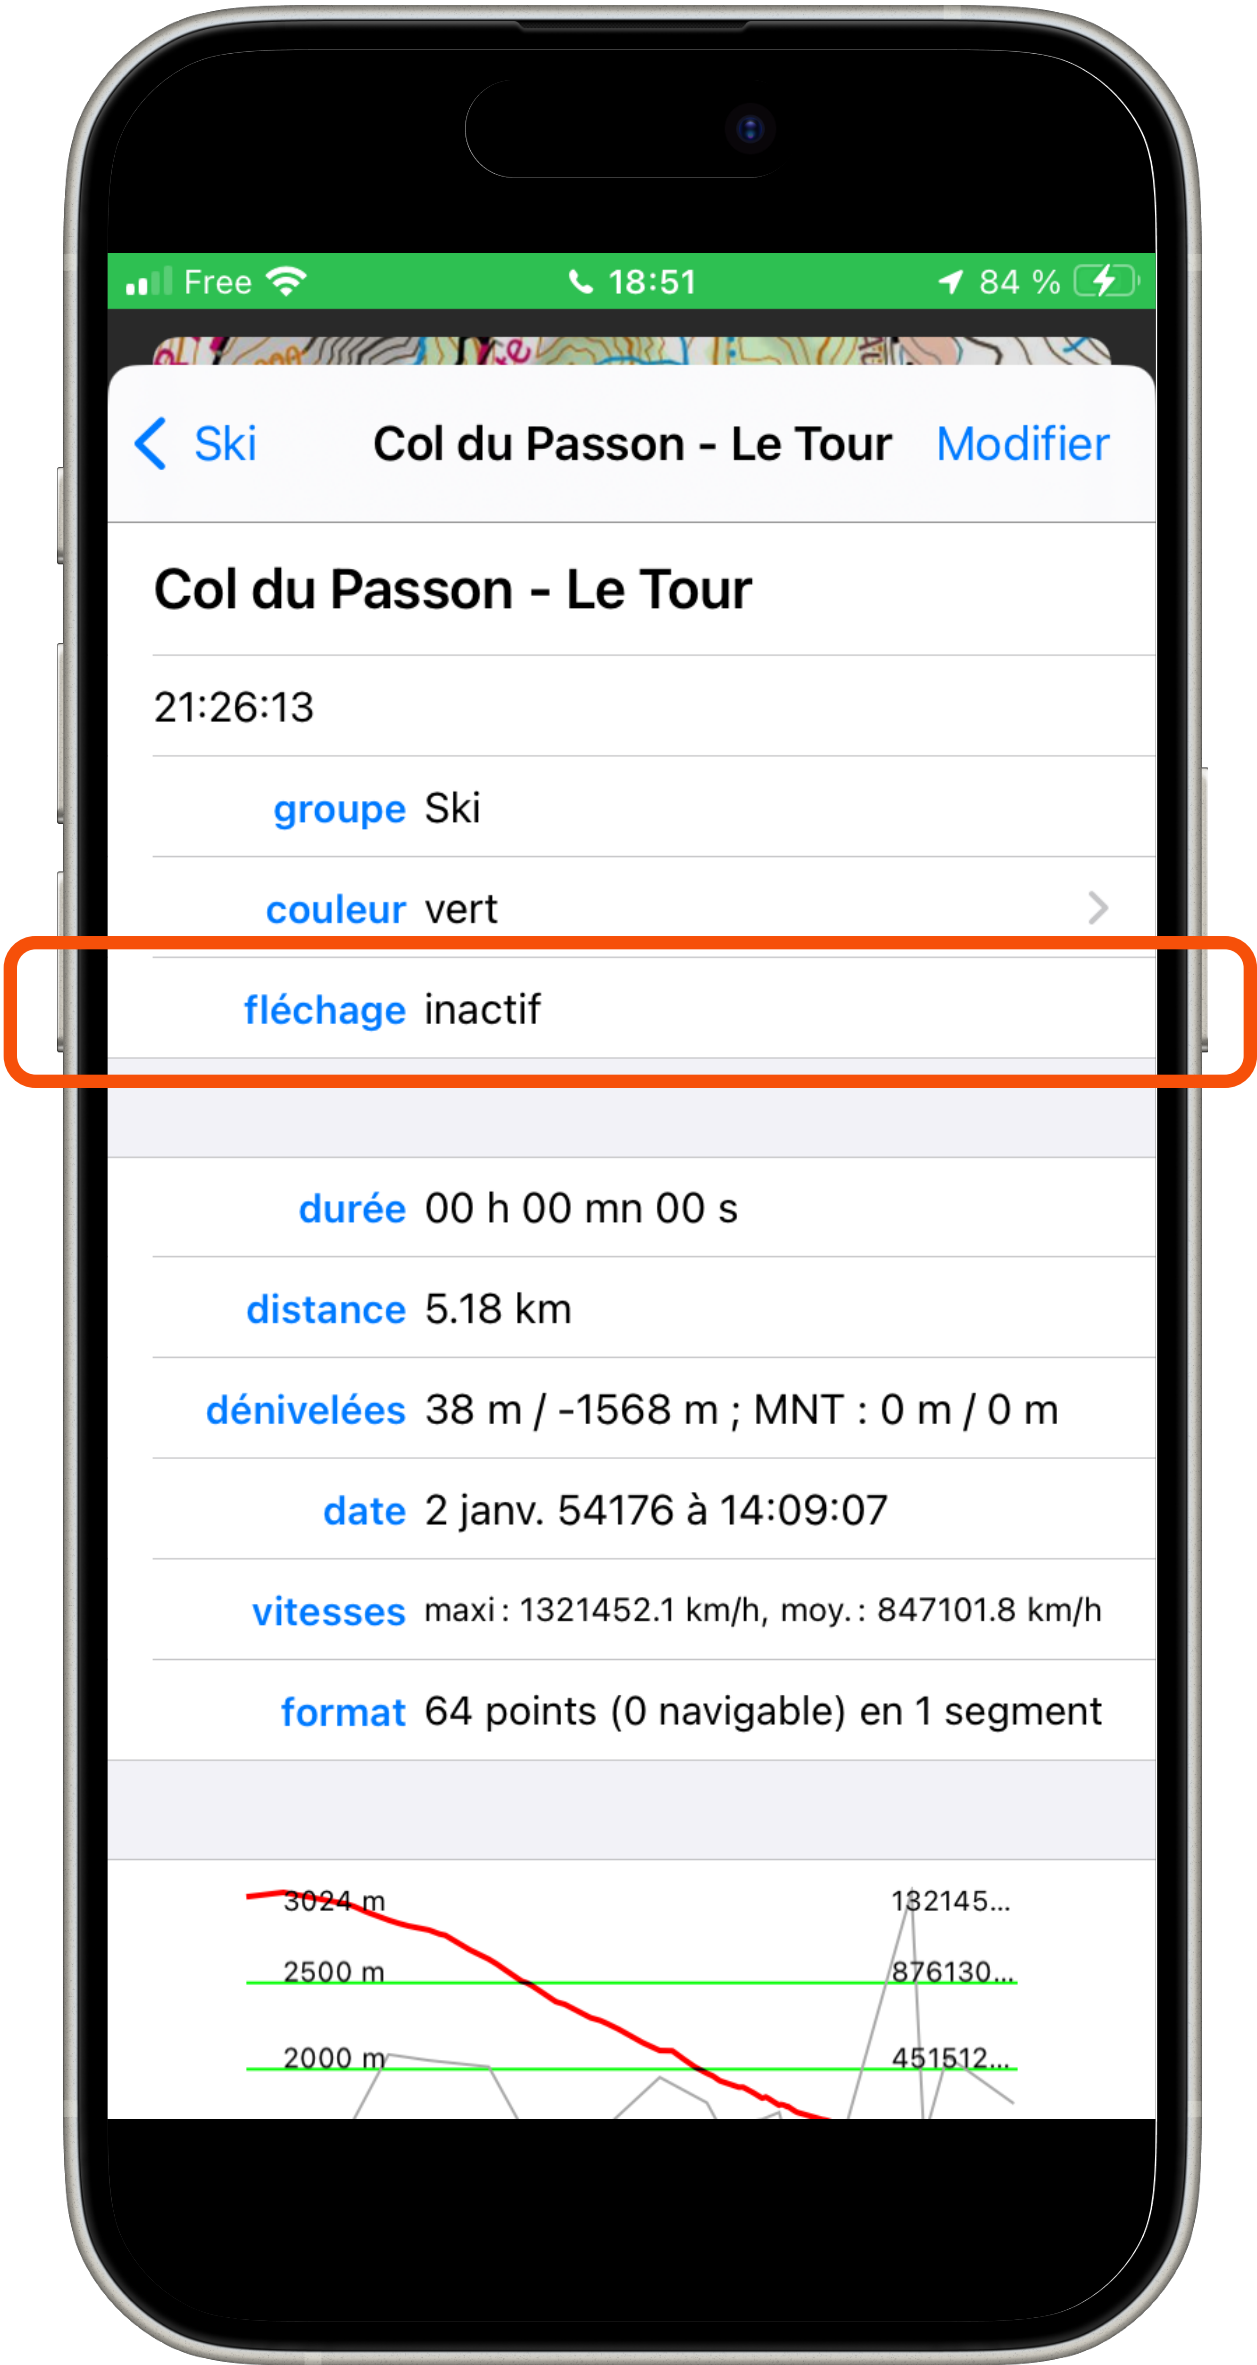 Free 18:51 84 %
Ski Col du Passon - Le Tour Modifier
Col du Passon - Le Tour
21:26:13
groupe Ski
couleur vert
fléchage inactif
durée 00 h 00 mn 00 s
distance 5.18 km
dénivelées 38 m / -1568 m ; MNT : 0 m / 0 m
date 2 janv. 54176 à 14:09:07
vitesses maxi : 1321452.1 km/h, moy. : 847101.8 km/h
format 64 points (0 navigable) en 1 segment
3024 m 132145...
2500 m 876130...
2000 m 451512...